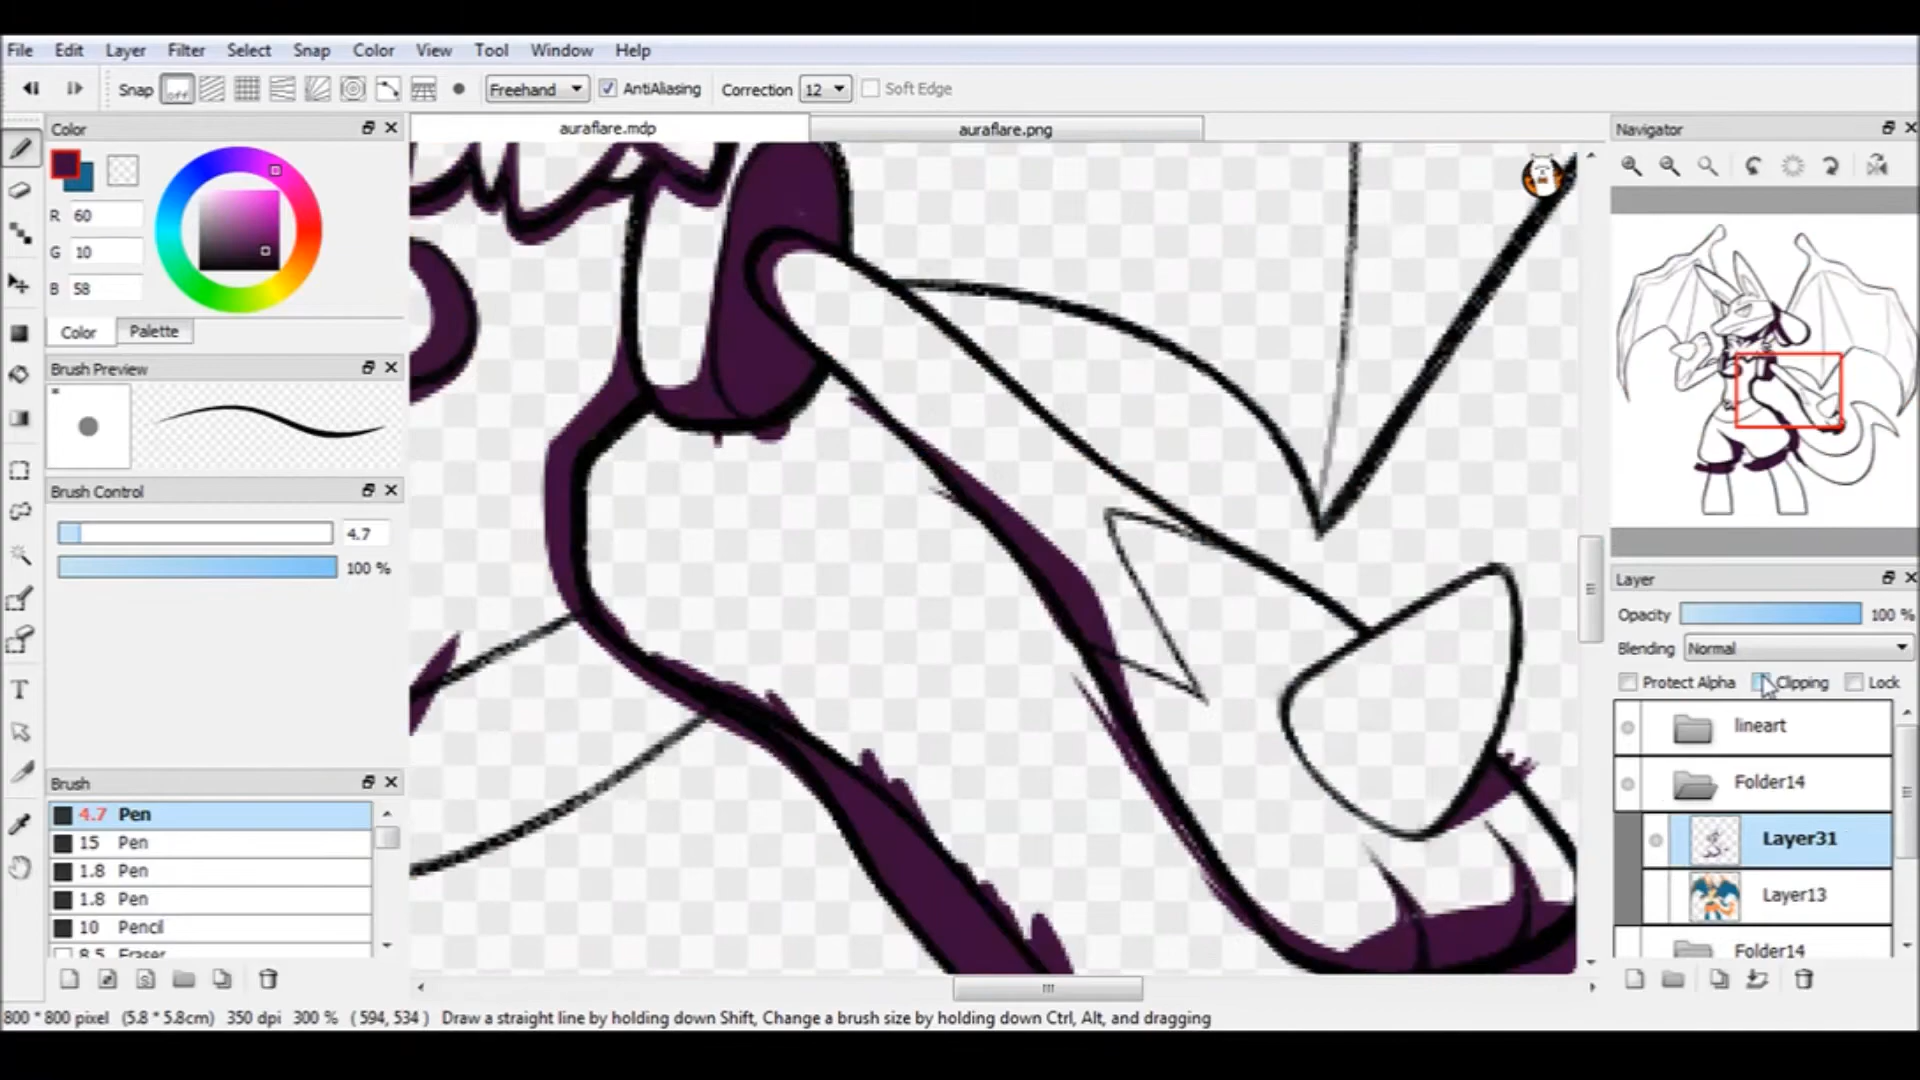 File Edit Layer Filter Select Snap Color View Tool Window Help
Snap off Freehand AntiAliasing Correction 12 Soft Edge
Color
R 60
G 10
B 58
Color Palette
Brush Preview
Brush Control
4.7
100 %
Brush
4.7 Pen
15 Pen
1.8 Pen
1.8 Pen
10 Pencil
8.5 Eraser
auraflare.mdp auraflare.png
Navigator
Layer
Opacity 100 %
Blending Normal
Protect Alpha Clipping Lock
lineart
Folder14
Layer31
Layer13
Folder14
800 * 800 pixel (5.8 * 5.8cm) 350 dpi 300 % ( 594, 534 ) Draw a straight line by holding down Shift, Change a brush size by holding down Ctrl, Alt, and dragging